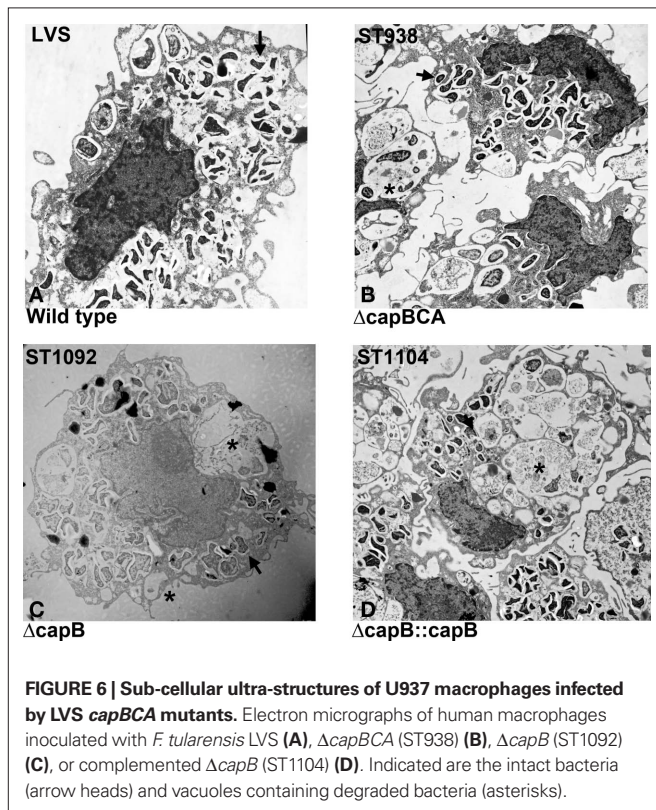 LVS
ST938
*
A
Wild type
B
ΔcapBCA
ST1092
ST1104
*
*
*
C
ΔcapB
D
ΔcapB::capB
FIGURE 6 | Sub-cellular ultra-structures of U937 macrophages infected
by LVS capBCA mutants. Electron micrographs of human macrophages
inoculated with F. tularensis LVS (A), ΔcapBCA (ST938) (B), ΔcapB (ST1092)
(C), or complemented ΔcapB (ST1104) (D). Indicated are the intact bacteria
(arrow heads) and vacuoles containing degraded bacteria (asterisks).